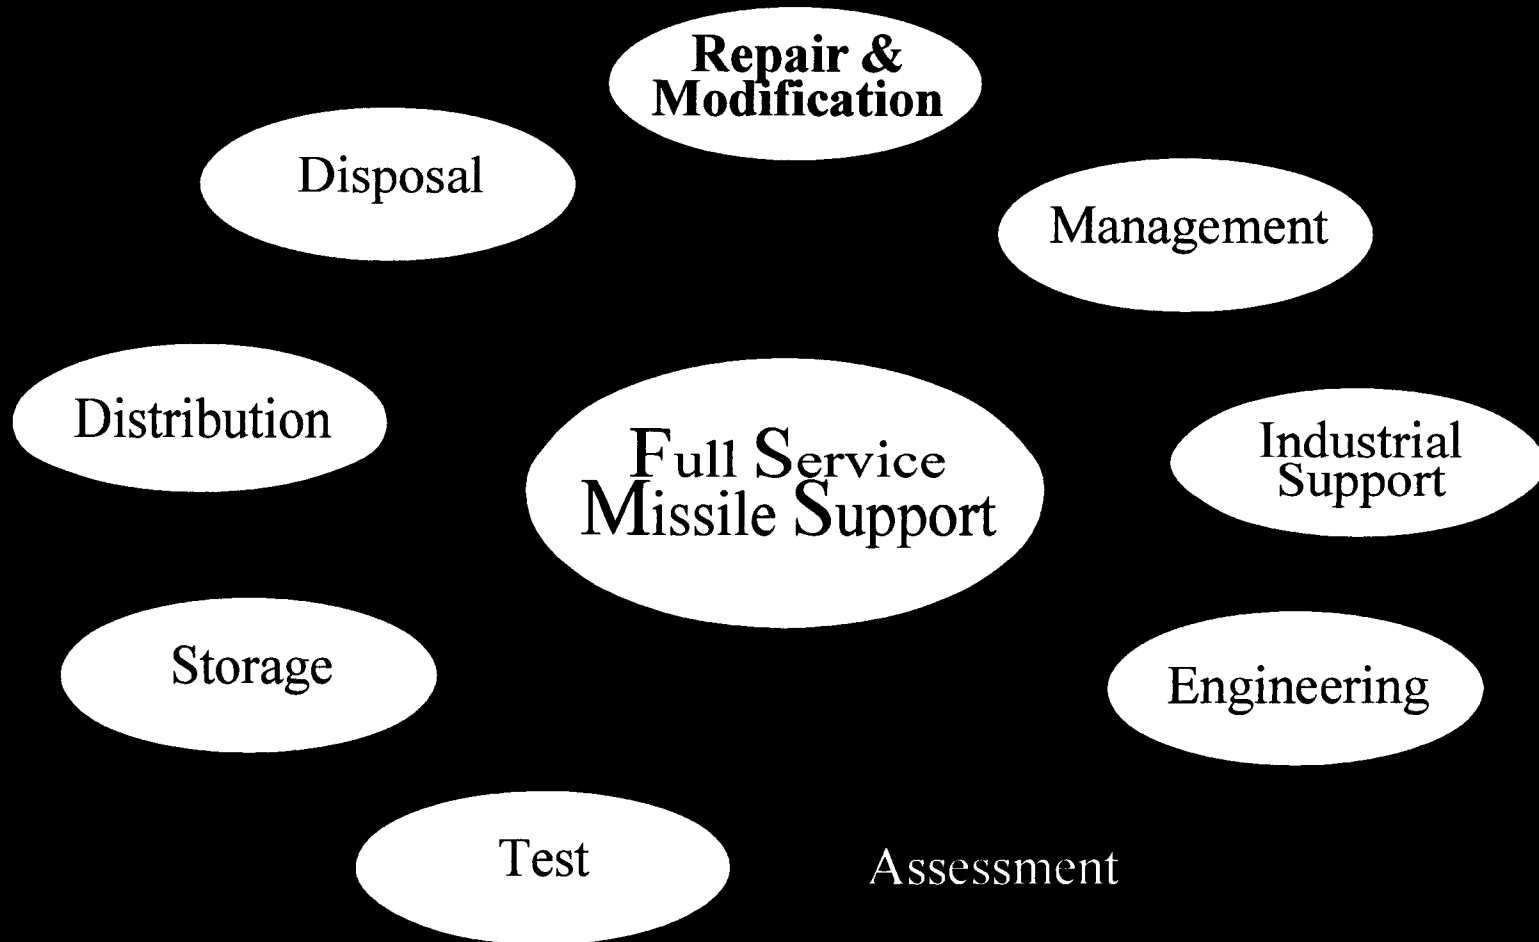 Repair &
Modification
Disposal
Management
Distribution
Industrial
Support
Full Service
Missile Support
Storage
Engineering
Test
Assessment